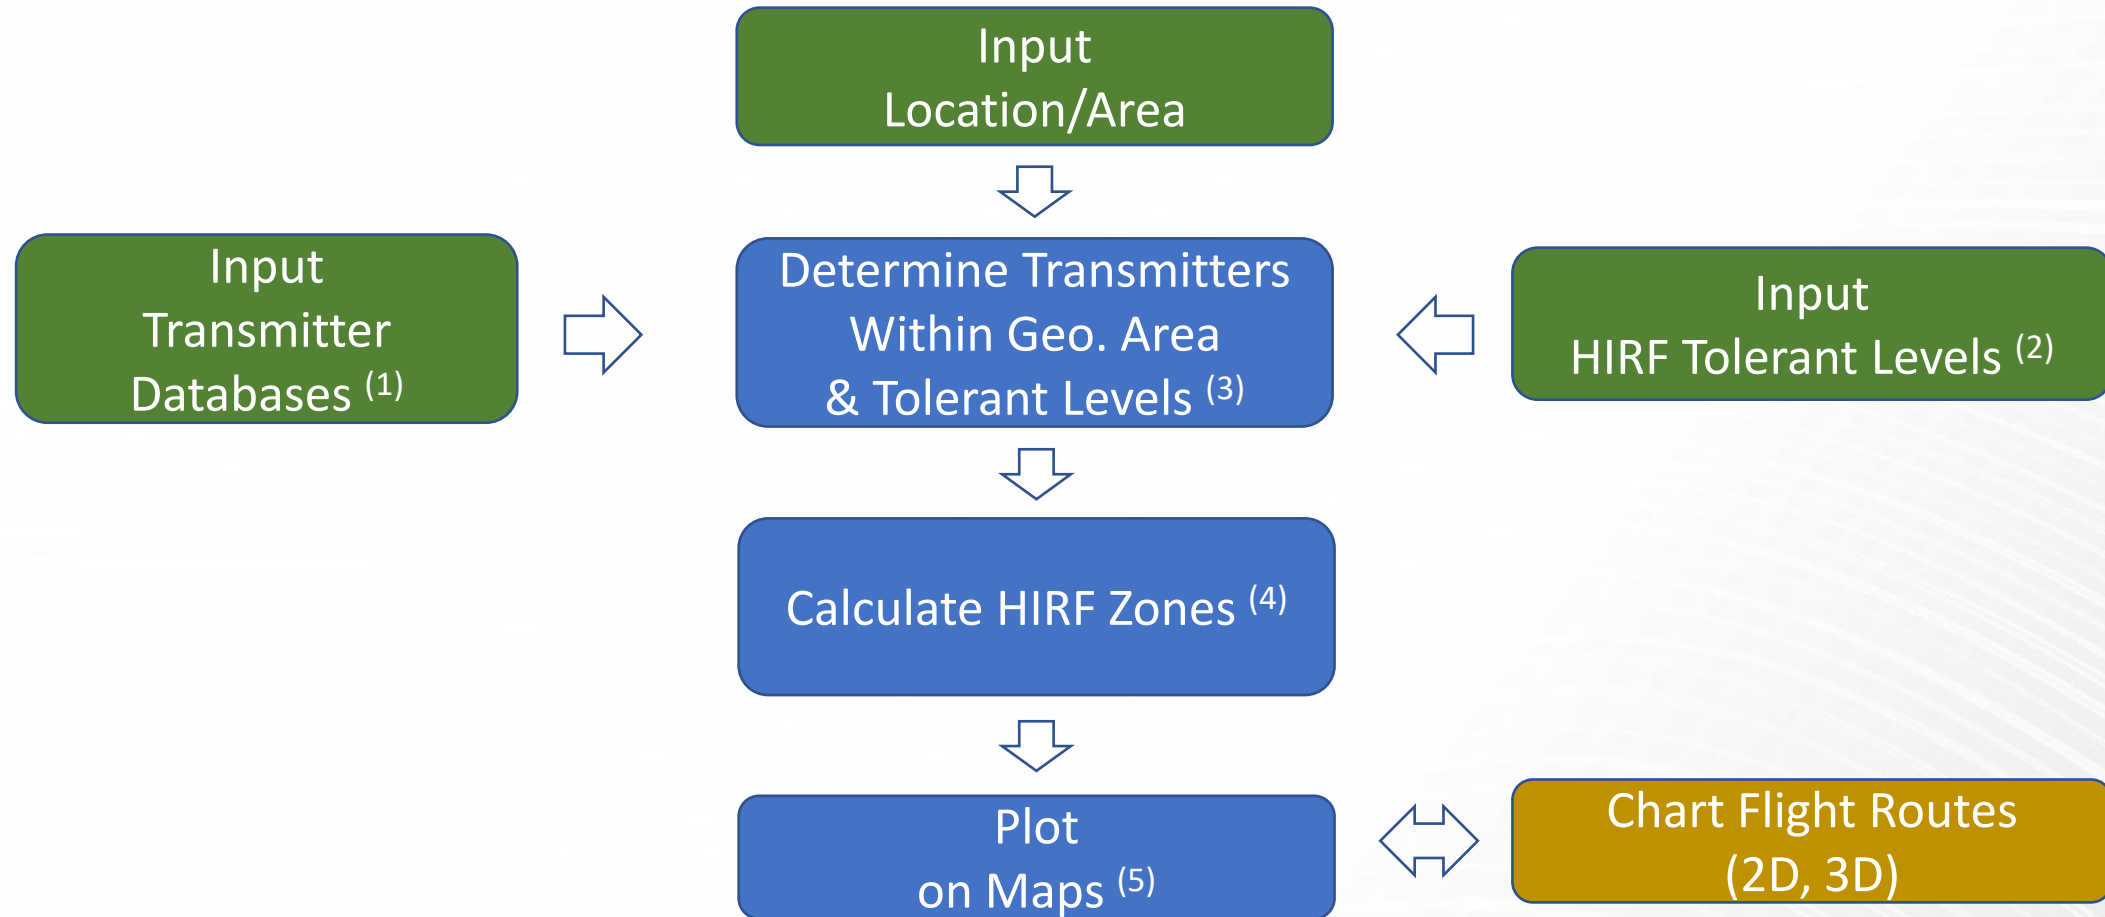 Input
Location/Area
Input
Transmitter
Databases (1)
Determine Transmitters
Within Geo. Area
& Tolerant Levels (3)
Input
HIRF Tolerant Levels (2)
Calculate HIRF Zones (4)
Plot
on Maps (5)
Chart Flight Routes
(2D, 3D)